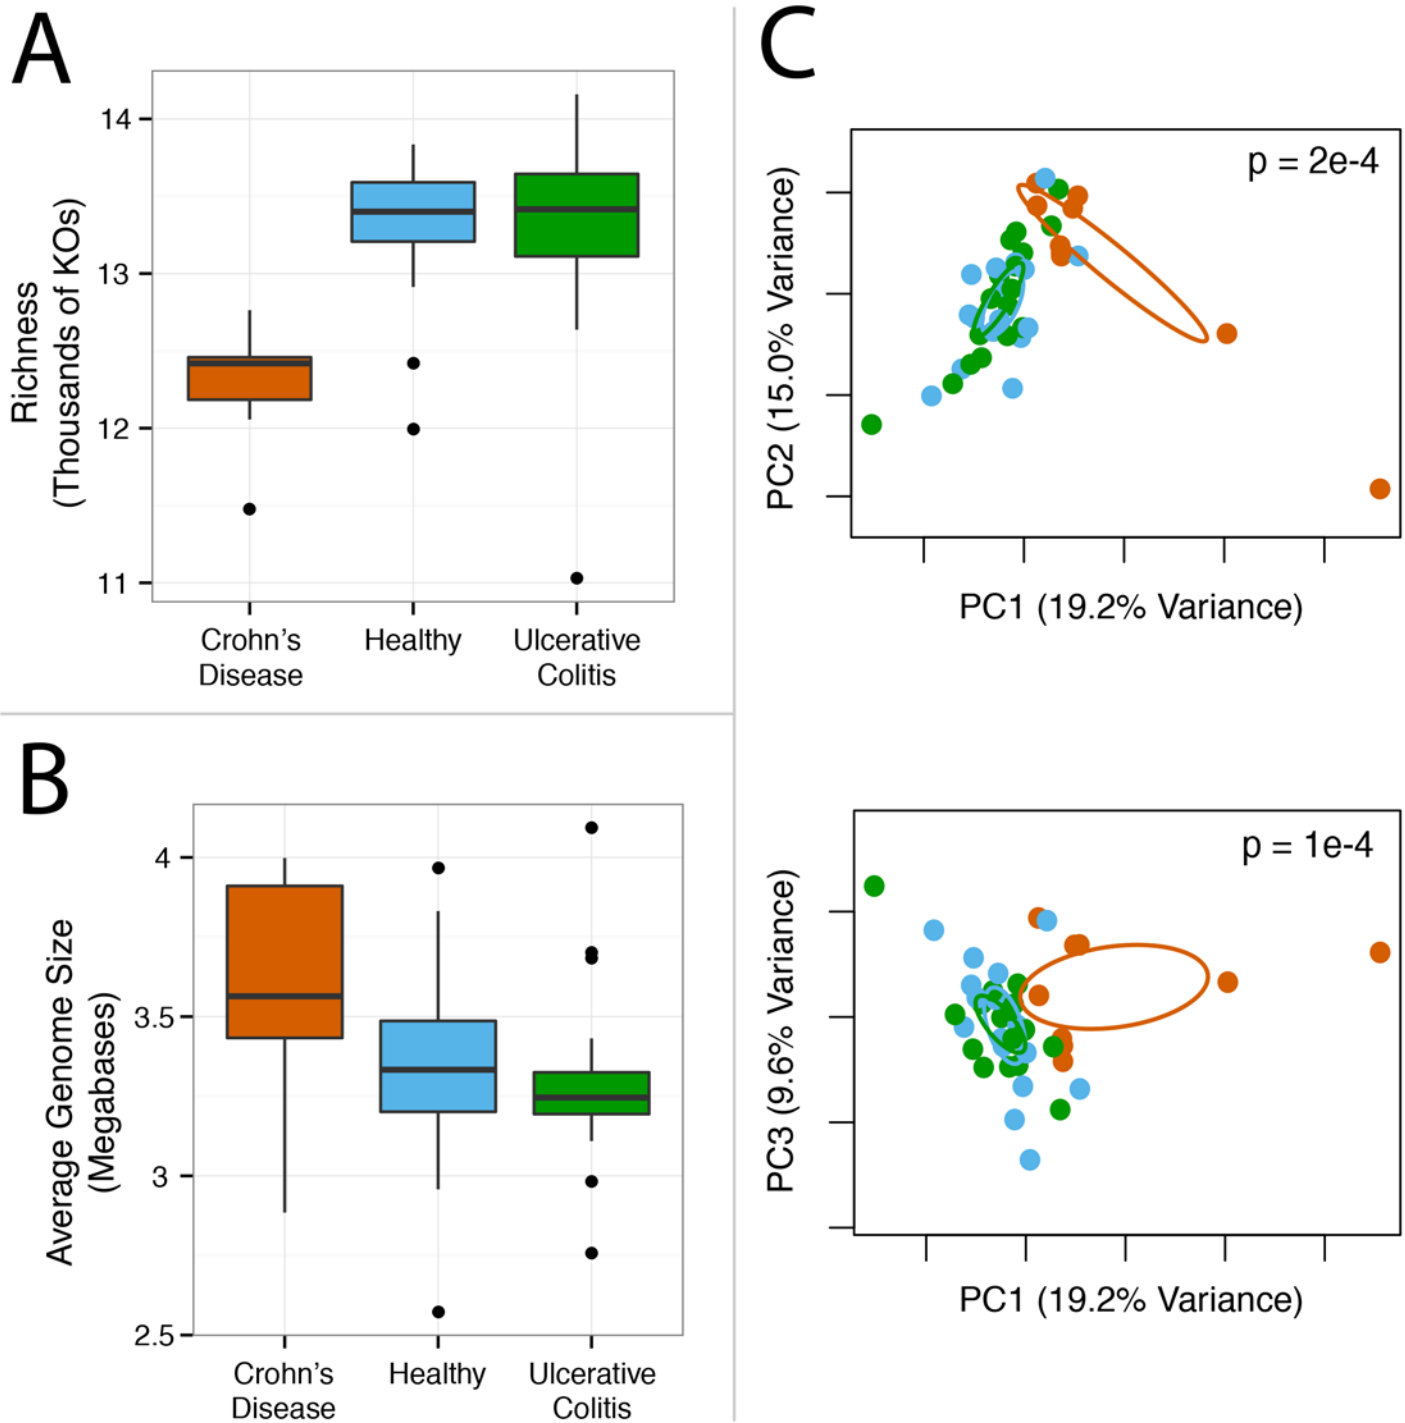 A
Richness
(Thousands of KOs)
14
13
12
11
Crohn’s
Disease
Healthy
Ulcerative
Colitis
B
Average Genome Size
(Megabases)
4
3.5
3
2.5
Crohn’s
Disease
Healthy
Ulcerative
Colitis
C
p = 2e-4
PC2 (15.0% Variance)
PC1 (19.2% Variance)
p = 1e-4
PC3 (9.6% Variance)
PC1 (19.2% Variance)